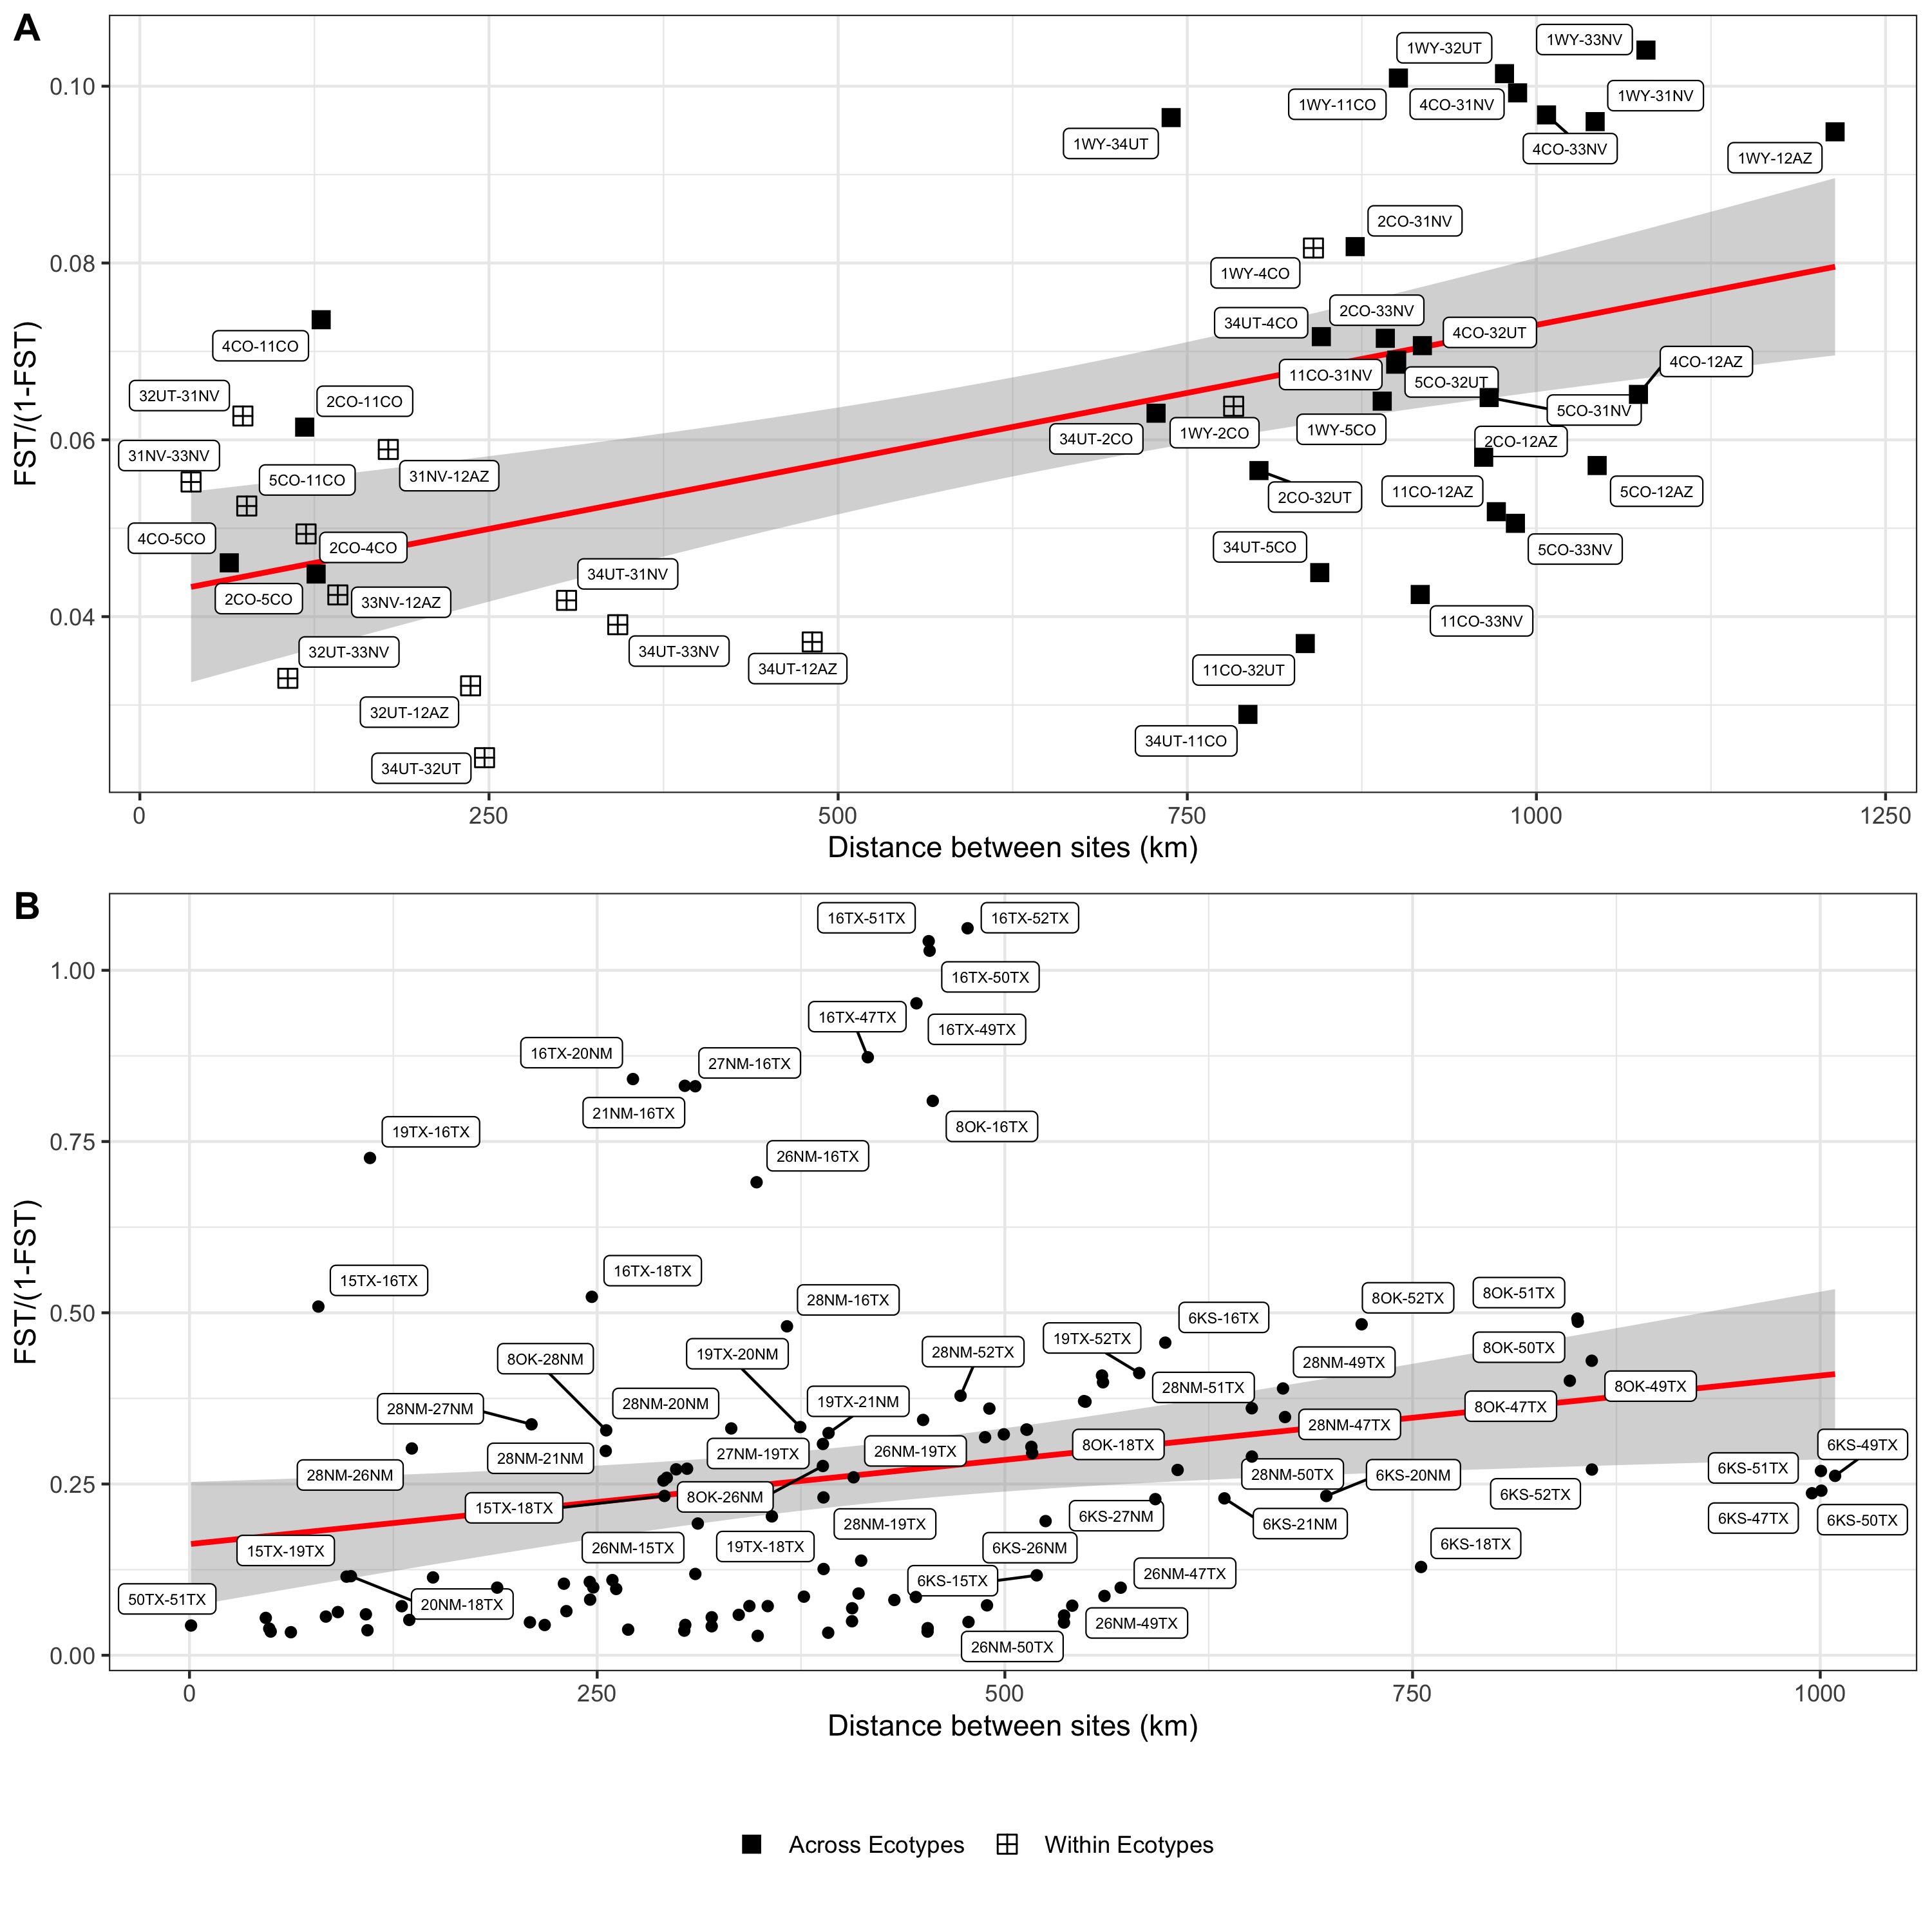 A
FST/(1-FST)
0.10
0.08
0.06
0.04
1WY-33NV
1WY-32UT
1WY-31NV
1WY-11CO
4CO-31NV
1WY-34UT
4CO-33NV
1WY-12AZ
2CO-31NV
1WY-4CO
2CO-33NV
34UT-4CO
4CO-32UT
4CO-11CO
4CO-12AZ
11CO-31NV
5CO-32UT
32UT-31NV
2CO-11CO
5CO-31NV
1WY-5CO
1WY-2CO
34UT-2CO
2CO-12AZ
31NV-33NV
31NV-12AZ
5CO-11CO
11CO-12AZ
5CO-12AZ
2CO-32UT
4CO-5CO
2CO-4CO
34UT-5CO
5CO-33NV
34UT-31NV
2CO-5CO
33NV-12AZ
11CO-33NV
32UT-33NV
34UT-33NV
34UT-12AZ
11CO-32UT
32UT-12AZ
34UT-11CO
34UT-32UT
0
250
500
750
1000
1250
Distance between sites (km)
B
FST/(1-FST)
1.00
0.75
0.50
0.25
0.00
16TX-51TX
16TX-52TX
16TX-50TX
16TX-47TX
16TX-49TX
16TX-20NM
27NM-16TX
21NM-16TX
8OK-16TX
19TX-16TX
26NM-16TX
16TX-18TX
15TX-16TX
8OK-51TX
8OK-52TX
28NM-16TX
6KS-16TX
19TX-52TX
8OK-50TX
28NM-52TX
19TX-20NM
8OK-28NM
28NM-49TX
28NM-51TX
8OK-49TX
19TX-21NM
28NM-20NM
8OK-47TX
28NM-27NM
28NM-47TX
8OK-18TX
6KS-49TX
26NM-19TX
27NM-19TX
28NM-21NM
6KS-51TX
28NM-26NM
28NM-50TX
6KS-20NM
6KS-52TX
8OK-26NM
15TX-18TX
6KS-27NM
6KS-47TX
6KS-50TX
28NM-19TX
6KS-21NM
6KS-18TX
19TX-18TX
26NM-15TX
6KS-26NM
15TX-19TX
26NM-47TX
6KS-15TX
50TX-51TX
20NM-18TX
26NM-49TX
26NM-50TX
0
250
500
750
1000
Distance between sites (km)
Across Ecotypes
Within Ecotypes